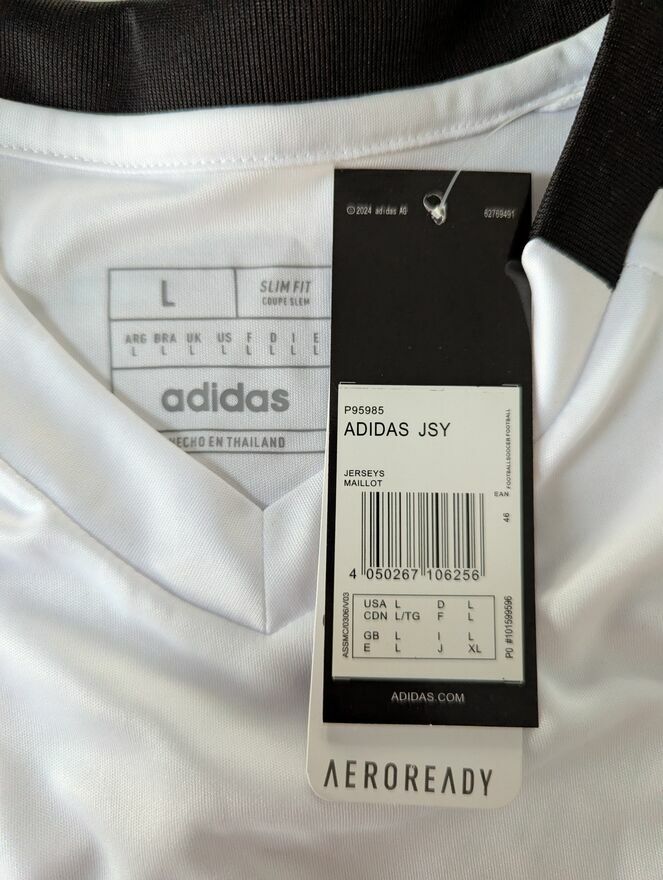 © 2024 adidas AG
62769491
L
SLIM FIT
COUPE SLEM
ARG BRA UK US F D I E
L L L L L L L L
adidas
HECHO EN THAILAND
P95985
ADIDAS JSY
FOOTBALL/SOCCER FOOTBALL
JERSEYS
MAILLOT
EAN
46
4 050267 106256
USA L D L
CDN L/TG F L
GB L I L
E L J XL
ASSMC/0306/V03
PO #101599596
ADIDAS.COM
AEROREADY